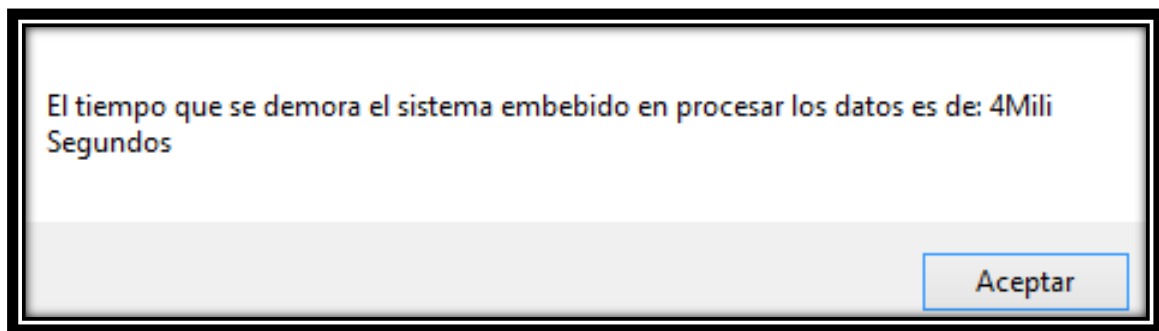 El tiempo que se demora el sistema embebido en procesar los datos es de: 4Mili
Segundos
Aceptar